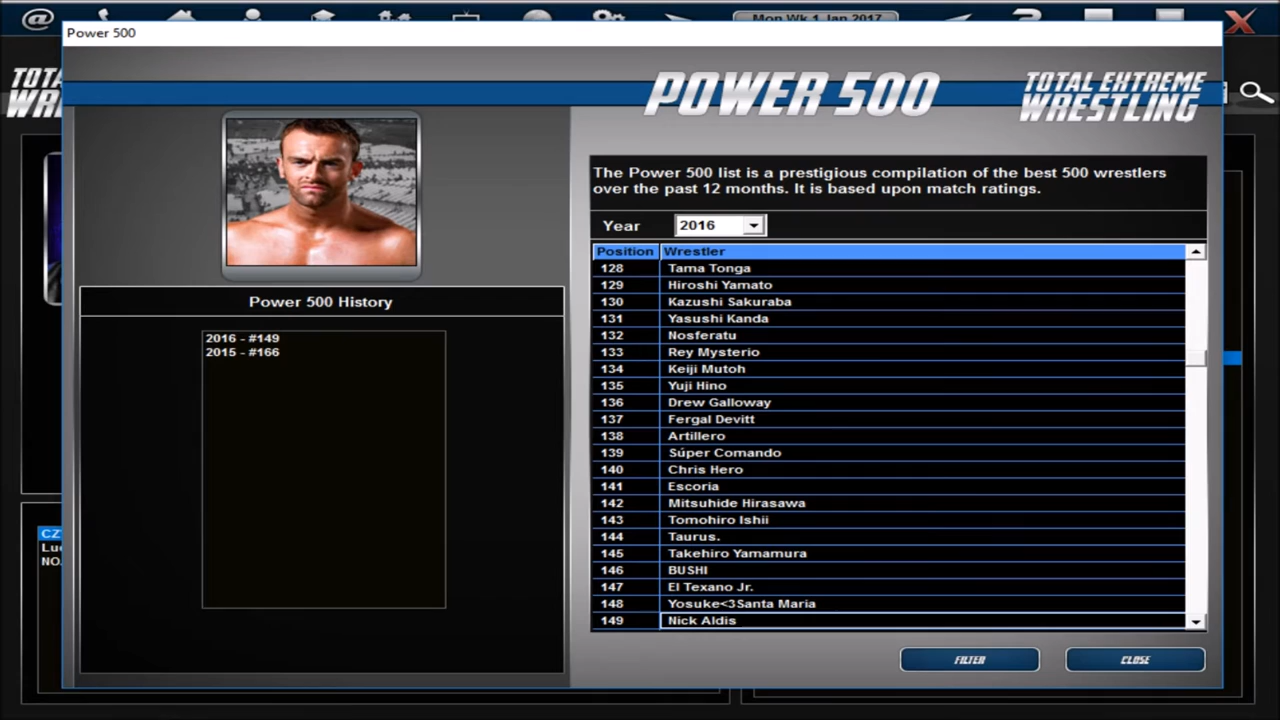 @
Mon Wk 1 Jan 2017
Power 500
POWER 500
TOTAL EXTREME
WRESTLING
The Power 500 list is a prestigious compilation of the best 500 wrestlers
over the past 12 months. It is based upon match ratings.
Year 2016
Power 500 History
2016 - #149
2015 - #166
Position Wrestler
128 Tama Tonga
129 Hiroshi Yamato
130 Kazushi Sakuraba
131 Yasushi Kanda
132 Nosferatu
133 Rey Mysterio
134 Keiji Mutoh
135 Yuji Hino
136 Drew Galloway
137 Fergal Devitt
138 Artillero
139 Súper Comando
140 Chris Hero
141 Escoria
142 Mitsuhide Hirasawa
143 Tomohiro Ishii
144 Taurus.
145 Takehiro Yamamura
146 BUSHI
147 El Texano Jr.
148 Yosuke<3Santa Maria
149 Nick Aldis
FILTER CLOSE
TOT
WR
CZ
Lu
NO